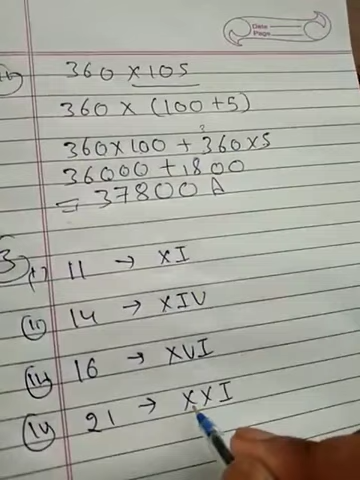 Date
Page
360 × 105
360 × (100 + 5)
360 × 100 + 360 × 5
36000 + 1800
= 37800 A
3 (i) 11 → XI
(ii) 14 → XIV
16 → XVI
(iv) 21 → XXI